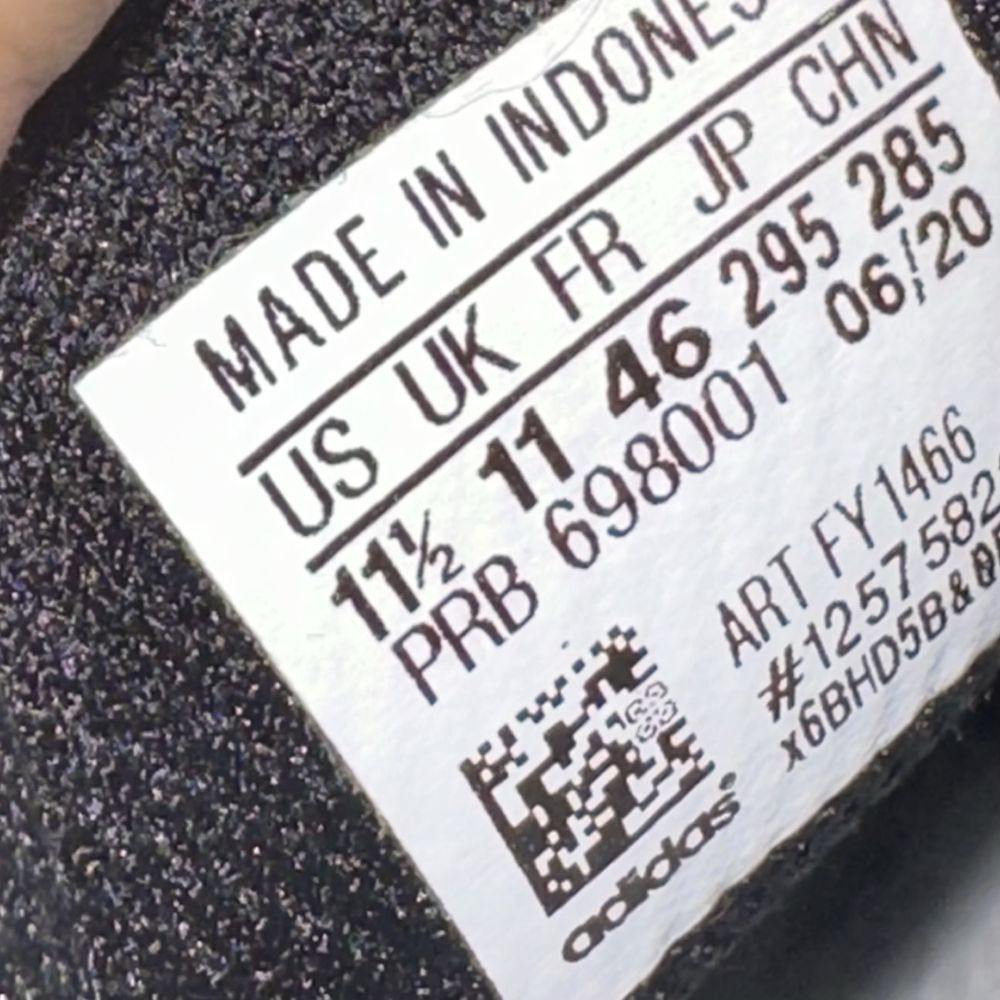 MADE IN INDONES
US UK FR JP CHN
11½ 11 46 295 285
PRB 698001 06/20
ART FY1466
#1257582
x6BHD5B&
adidas®